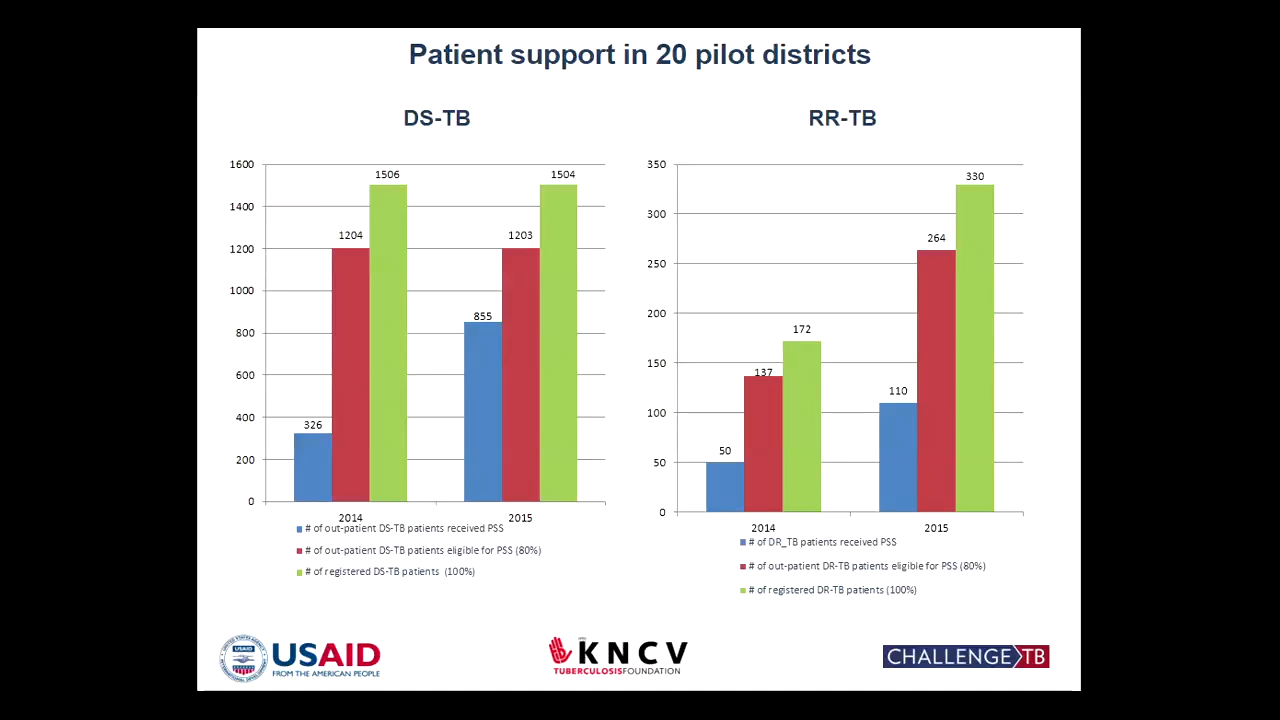 Patient support in 20 pilot districts
DS-TB
1600
1400
1200
1000
800
600
400
200
0
326
1204
1506
855
1203
1504
2014
2015
# of out-patient DS-TB patients received PSS
# of out-patient DS-TB patients eligible for PSS (80%)
# of registered DS-TB patients (100%)
RR-TB
350
300
250
200
150
100
50
0
50
137
172
110
264
330
2014
2015
# of DR_TB patients received PSS
# of out-patient DR-TB patients eligible for PSS (80%)
# of registered DR-TB patients (100%)
USAID
USAID
FROM THE AMERICAN PEOPLE
KNCV
TUBERCULOSISFOUNDATION
CHALLENGE TB